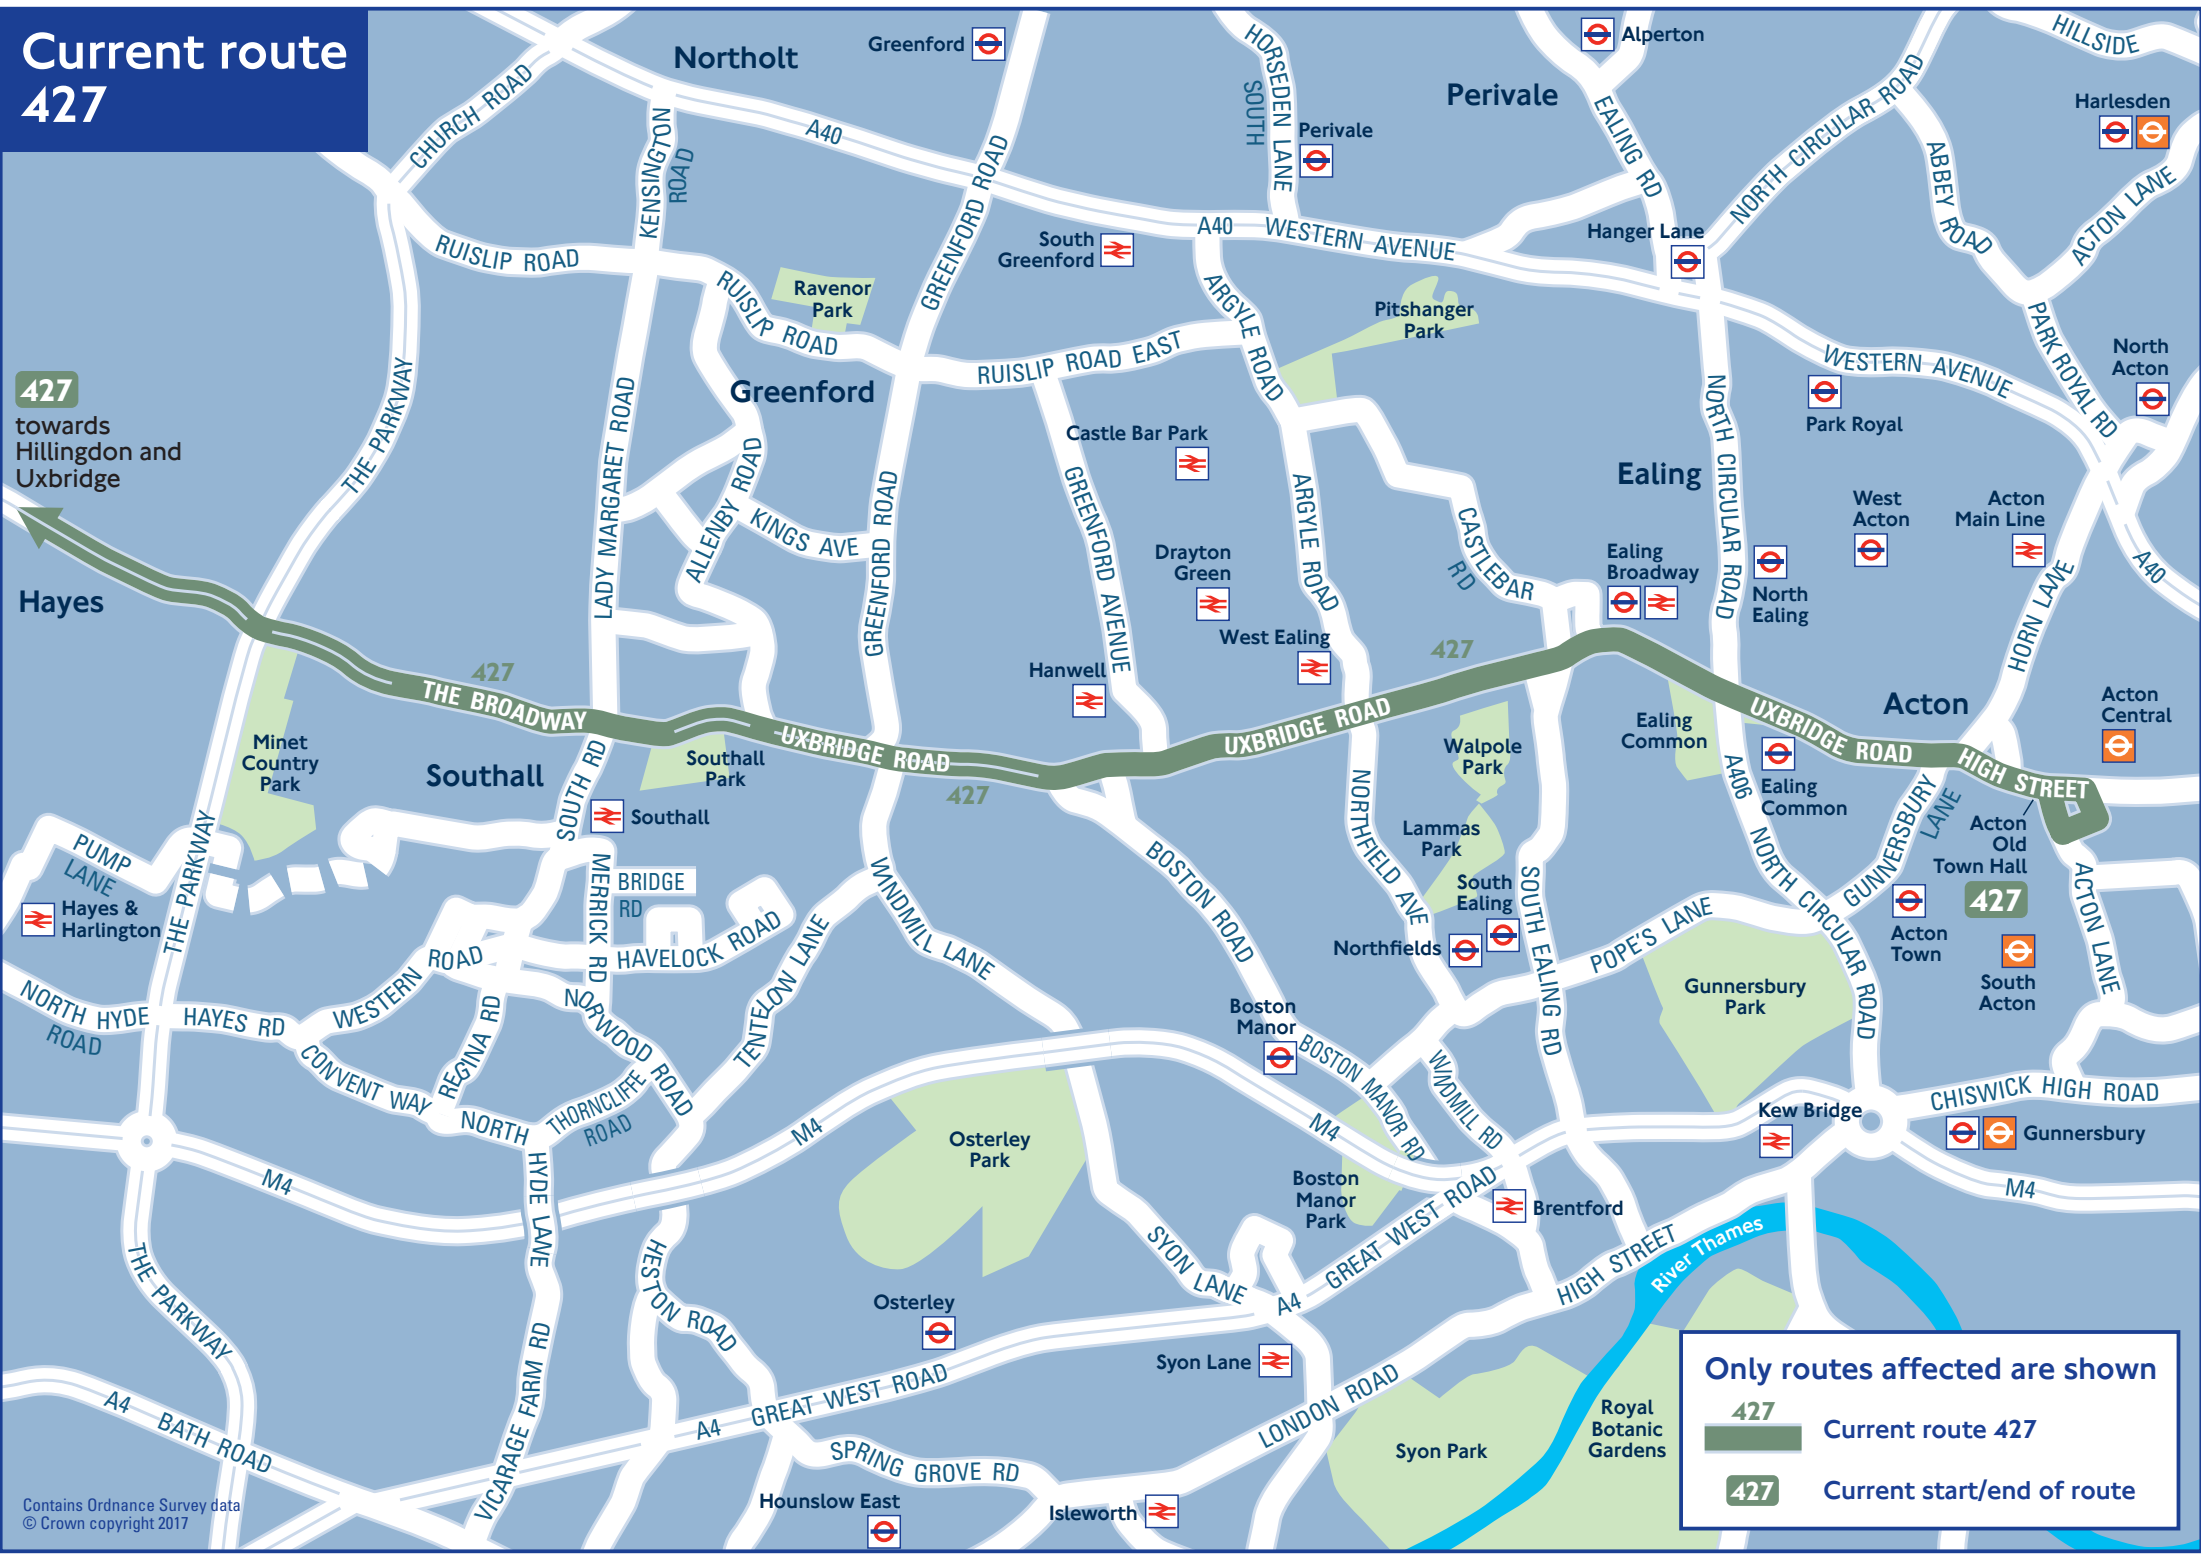 Current route
427
Northolt
Greenford
HORSEDEN LANE
SOUTH
Perivale
Alperton
Perivale
HILLSIDE
Harlesden
CHURCH ROAD
KENSINGTON
ROAD
A40
GREENFORD ROAD
EALING RD
NORTH CIRCULAR ROAD
ABBEY ROAD
ACTON LANE
RUISLIP ROAD
South
Greenford
A40
WESTERN AVENUE
Hanger Lane
RUISLIP ROAD
Ravenor
Park
ARGYLE ROAD
Pitshanger
Park
PARK ROYAL RD
North
Acton
RUISLIP ROAD EAST
WESTERN AVENUE
Park Royal
427
towards
Hillingdon and
Uxbridge
THE PARKWAY
LADY MARGARET ROAD
Greenford
Castle Bar Park
NORTH CIRCULAR ROAD
Ealing
West
Acton
Acton
Main Line
ALLENBY ROAD
KINGS AVE
GREENFORD ROAD
GREENFORD AVENUE
ARGYLE ROAD
CASTLEBAR
RD
Drayton
Green
Ealing
Broadway
North
Ealing
A40
HORN LANE
Hayes
West Ealing
Hanwell
427
427
THE BROADWAY
UXBRIDGE ROAD
427
UXBRIDGE ROAD
UXBRIDGE ROAD
HIGH STREET
Acton
Acton
Central
Minet
Country
Park
Southall
Southall
Park
SOUTH RD
Southall
Walpole
Park
Ealing
Common
Ealing
Common
A406
Lammas
Park
GUNNERSBURY
LANE
Acton
Old
Town Hall
427
PUMP
LANE
Hayes &
Harlington
THE PARKWAY
MERRICK RD
BRIDGE
RD
HAVELOCK ROAD
WINDMILL LANE
BOSTON ROAD
NORTHFIELD AVE
South
Ealing
Northfields
SOUTH EALING RD
POPE'S LANE
NORTH CIRCULAR ROAD
Acton
Town
South
Acton
ACTON LANE
NORTH HYDE
ROAD
HAYES RD
WESTERN ROAD
REGINA RD
NORWOOD ROAD
TENTELOW LANE
Gunnersbury
Park
Boston
Manor
BOSTON MANOR RD
WINDMILL RD
CONVENT WAY
THORNCLIFFE
ROAD
NORTH HYDE LANE
M4
M4
M4
Osterley
Park
Kew Bridge
CHISWICK HIGH ROAD
Gunnersbury
M4
Boston
Manor
Park
GREAT WEST ROAD
Brentford
HIGH STREET
River Thames
THE PARKWAY
HESTON ROAD
SYON LANE
A4
Osterley
Syon Lane
A4
BATH ROAD
VICARAGE FARM RD
A4
GREAT WEST ROAD
LONDON ROAD
SPRING GROVE RD
Syon Park
Royal
Botanic
Gardens
Hounslow East
Isleworth
Only routes affected are shown
427
Current route 427
427
Current start/end of route
Contains Ordnance Survey data
© Crown copyright 2017